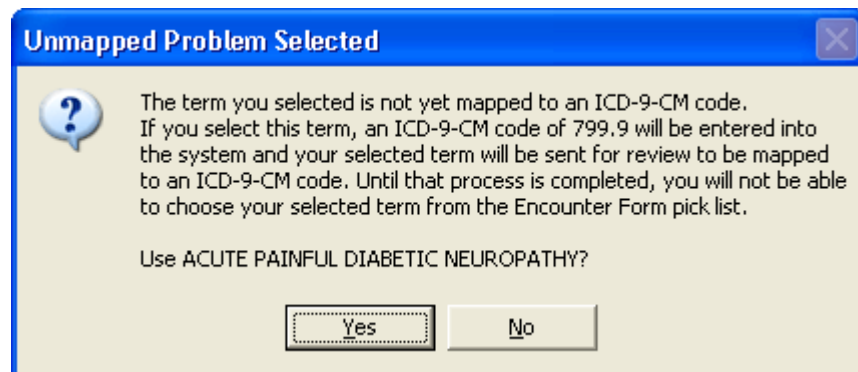 Unmapped Problem Selected
The term you selected is not yet mapped to an ICD-9-CM code.
If you select this term, an ICD-9-CM code of 799.9 will be entered into
the system and your selected term will be sent for review to be mapped
to an ICD-9-CM code. Until that process is completed, you will not be able
to choose your selected term from the Encounter Form pick list.
Use ACUTE PAINFUL DIABETIC NEUROPATHY?
Yes No